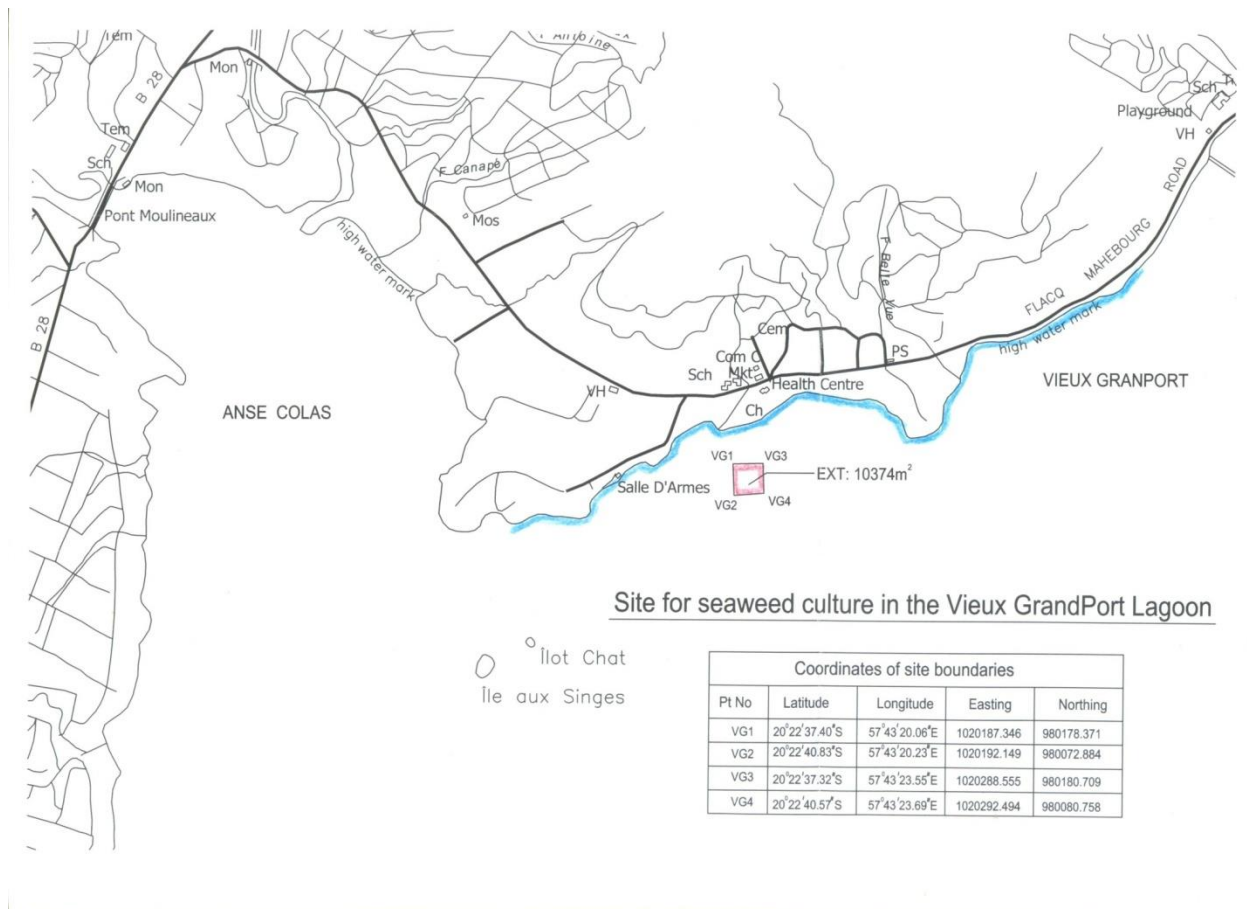 Tem
F Antoine
Mon
B 28
Sch
Playground
VH
Tem
Sch
Mon
Pont Moulineaux
F Canape
Mos
high water mark
ROAD
MAHEBOURG
FLACQ
F Belle Vue
high water mark
B 28
Cem
Com C
PS
Sch
Mkt
Health Centre
VIEUX GRANPORT
VH
ANSE COLAS
Ch
VG1 VG3
EXT: 10374m²
Salle D'Armes
VG2 VG4
Site for seaweed culture in the Vieux GrandPort Lagoon
Îlot Chat
Île aux Singes
Coordinates of site boundaries
Pt No Latitude Longitude Easting Northing
VG1 20°22'37.40"S 57°43'20.06"E 1020187.346 980178.371
VG2 20°22'40.83"S 57°43'20.23"E 1020192.149 980072.884
VG3 20°22'37.32"S 57°43'23.55"E 1020288.555 980180.709
VG4 20°22'40.57"S 57°43'23.69"E 1020292.494 980080.758